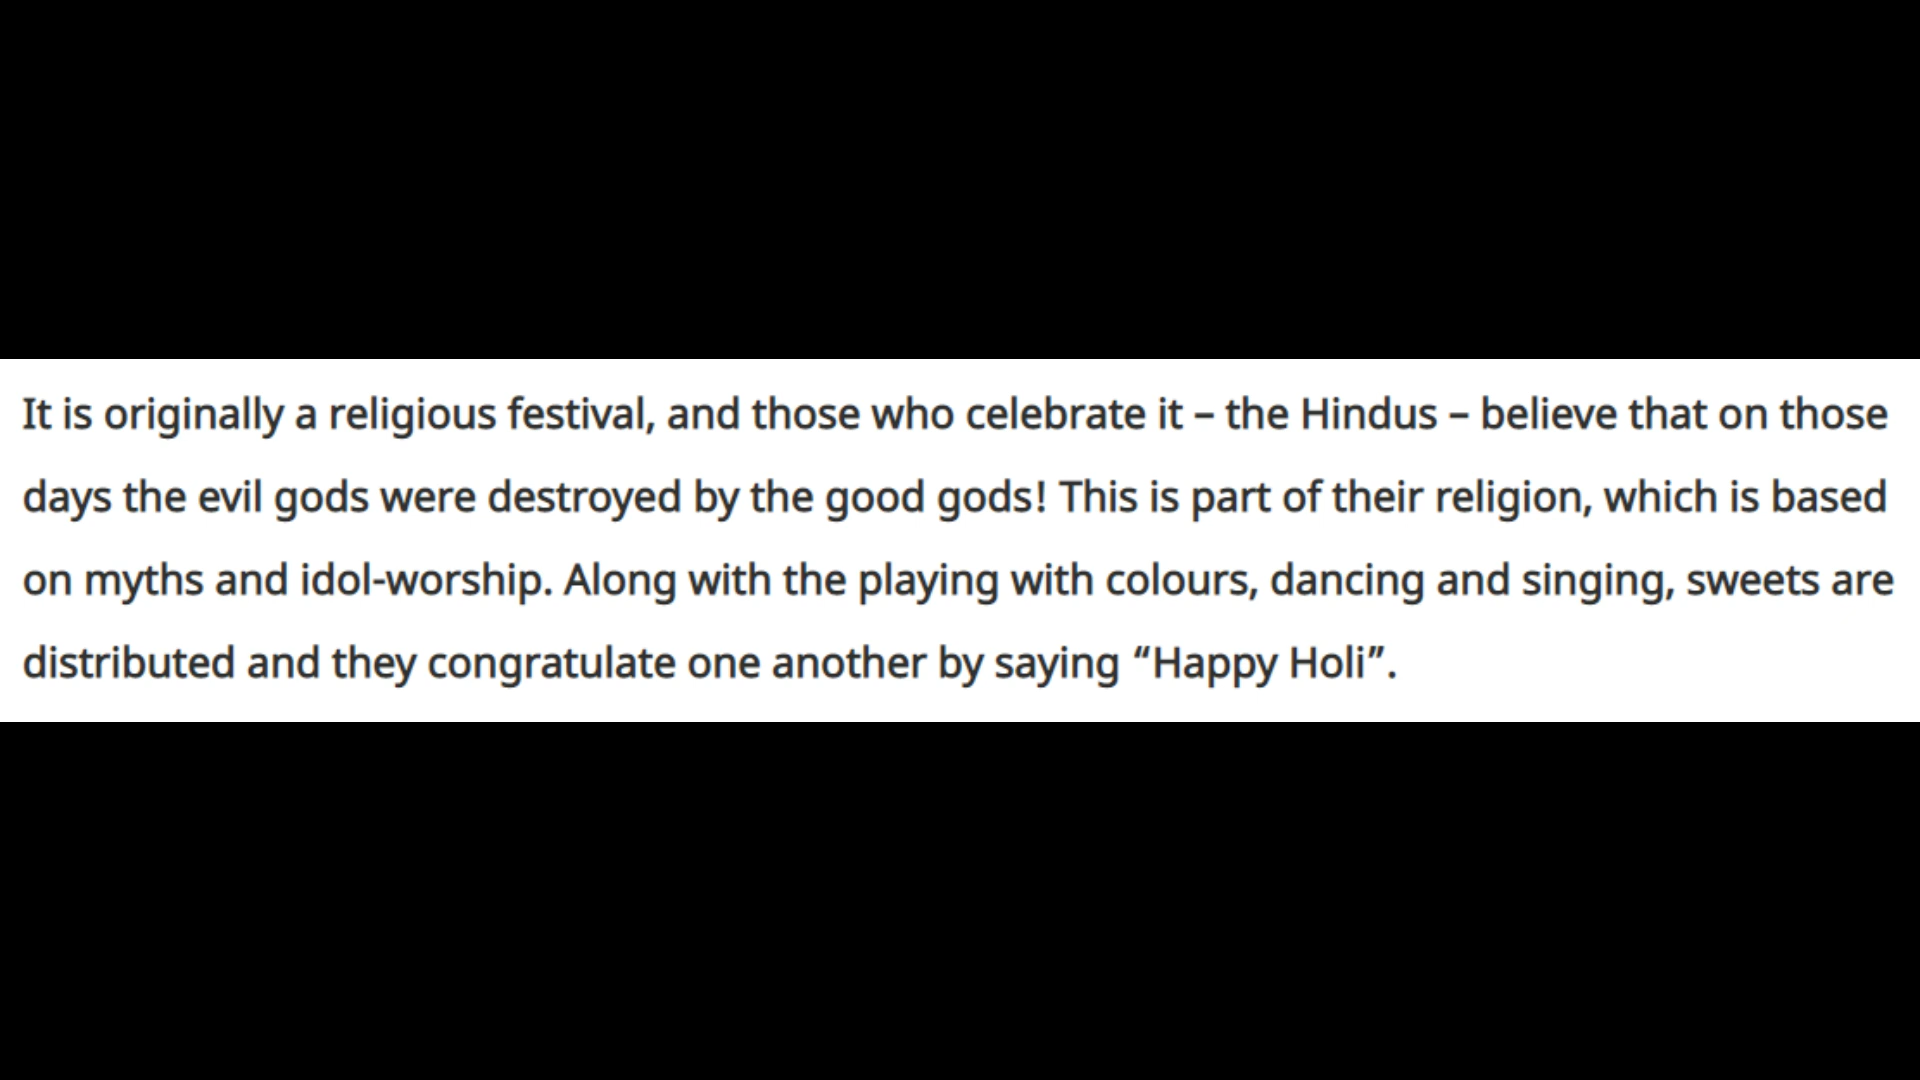 It is originally a religious festival, and those who celebrate it – the Hindus – believe that on those
days the evil gods were destroyed by the good gods! This is part of their religion, which is based
on myths and idol-worship. Along with the playing with colours, dancing and singing, sweets are
distributed and they congratulate one another by saying “Happy Holi”.